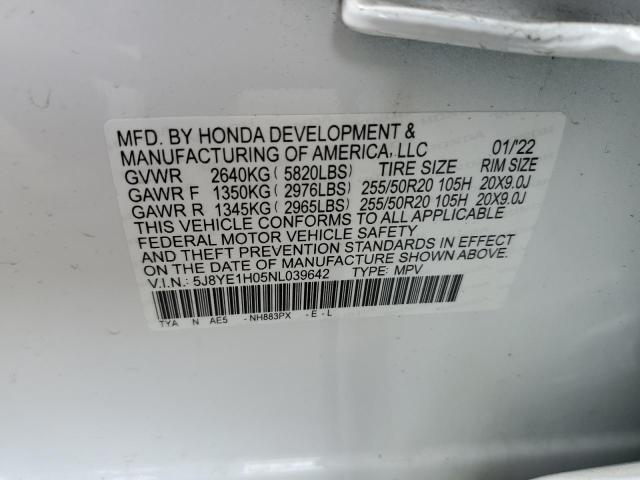 MFD. BY HONDA DEVELOPMENT &
MANUFACTURING OF AMERICA, LLC 01/'22
GVWR 2640KG ( 5820LBS) TIRE SIZE RIM SIZE
GAWR F 1350KG ( 2976LBS) 255/50R20 105H 20X9.0J
GAWR R 1345KG ( 2965LBS) 255/50R20 105H 20X9.0J
THIS VEHICLE CONFORMS TO ALL APPLICABLE
FEDERAL MOTOR VEHICLE SAFETY
AND THEFT PREVENTION STANDARDS IN EFFECT
ON THE DATE OF MANUFACTURE SHOWN ABOVE.
V.I.N.: 5J8YE1H05NL039642 TYPE: MPV
TYA N AE5 -NH883PX -E-L